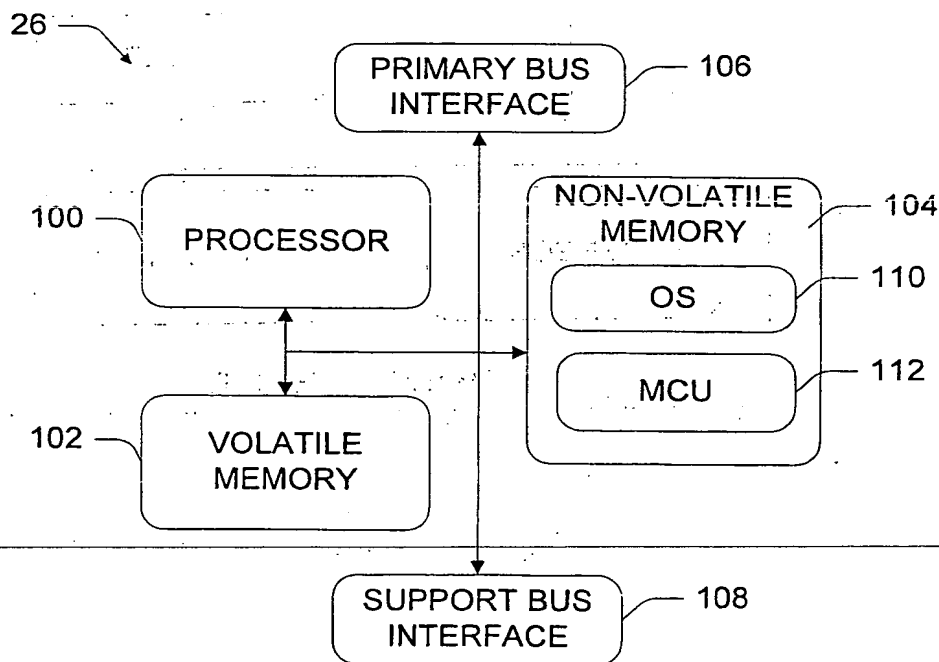 26
PRIMARY BUS
INTERFACE
106
100
PROCESSOR
NON-VOLATILE
MEMORY
104
OS
110
MCU
112
102
VOLATILE
MEMORY
SUPPORT BUS
INTERFACE
108